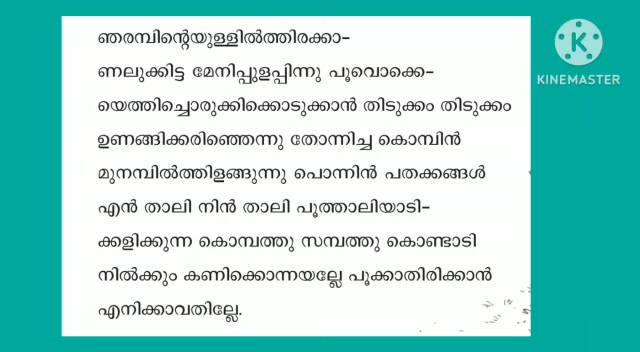 ഞരമ്പിന്റെയുള്ളിൽത്തിരക്കാ-
ണലുക്കിട്ട മേനിപ്പുളപ്പിന്നു പൂവൊക്കെ-
യെത്തിച്ചൊരുക്കിക്കൊടുക്കാൻ തിടുക്കം തിടുക്കം
ഉണങ്ങിക്കരിഞ്ഞെന്നു തോന്നിച്ച കൊമ്പിൻ
മുനമ്പിൽത്തിളങ്ങുന്നു പൊന്നിൻ പതക്കങ്ങൾ
എൻ താലി നിൻ താലി പൂത്താലിയാടി-
ക്കളിക്കുന്ന കൊമ്പത്തു സമ്പത്തു കൊണ്ടാടി
നിൽക്കും കണിക്കൊന്നയല്ലേ പൂക്കാതിരിക്കാൻ
എനിക്കാവതില്ലേ.
K
KINEMASTER